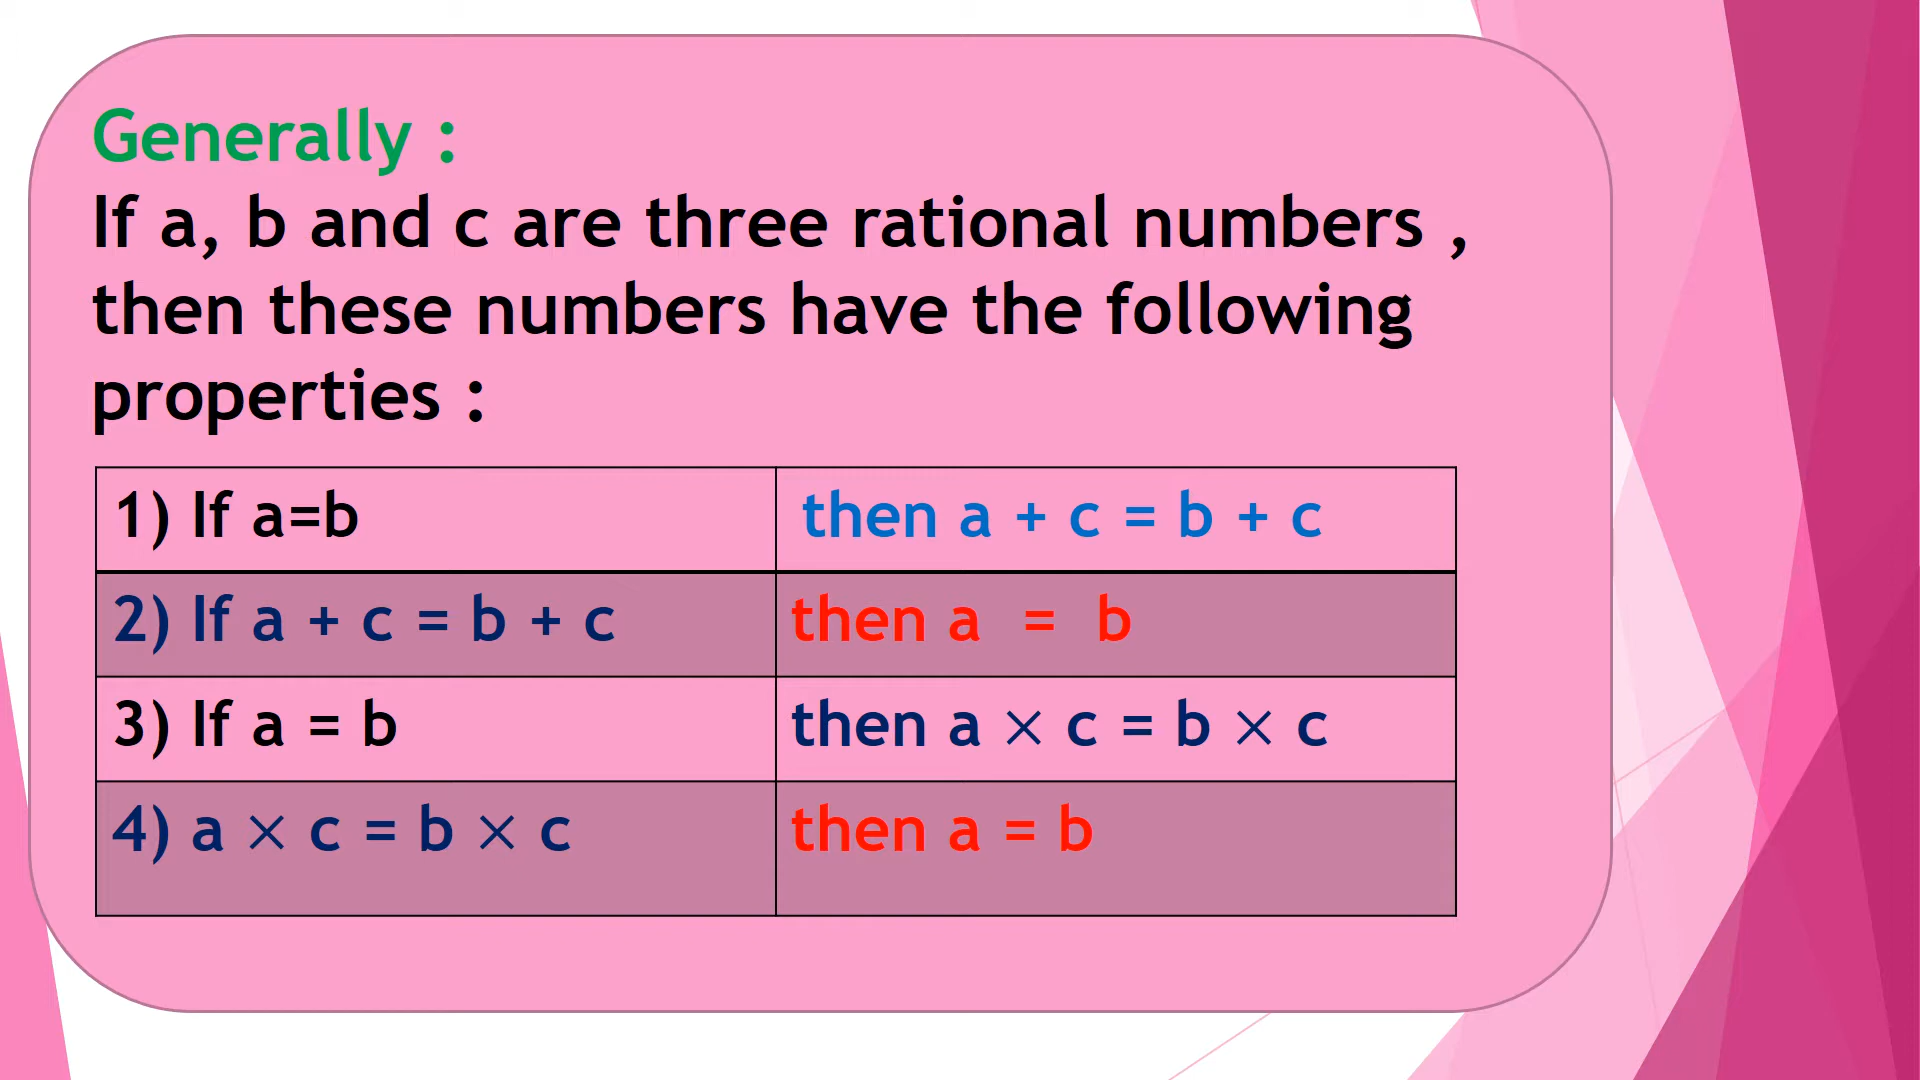 Generally :
If a, b and c are three rational numbers ,
then these numbers have the following
properties :
1) If a=b then a + c = b + c
2) If a + c = b + c then a = b
3) If a = b then a × c = b × c
4) a × c = b × c then a = b